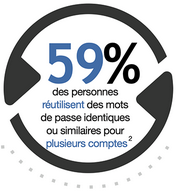 59%
des personnes
réutilisent des mots
de passe identiques
ou similaires pour
plusieurs comptes²